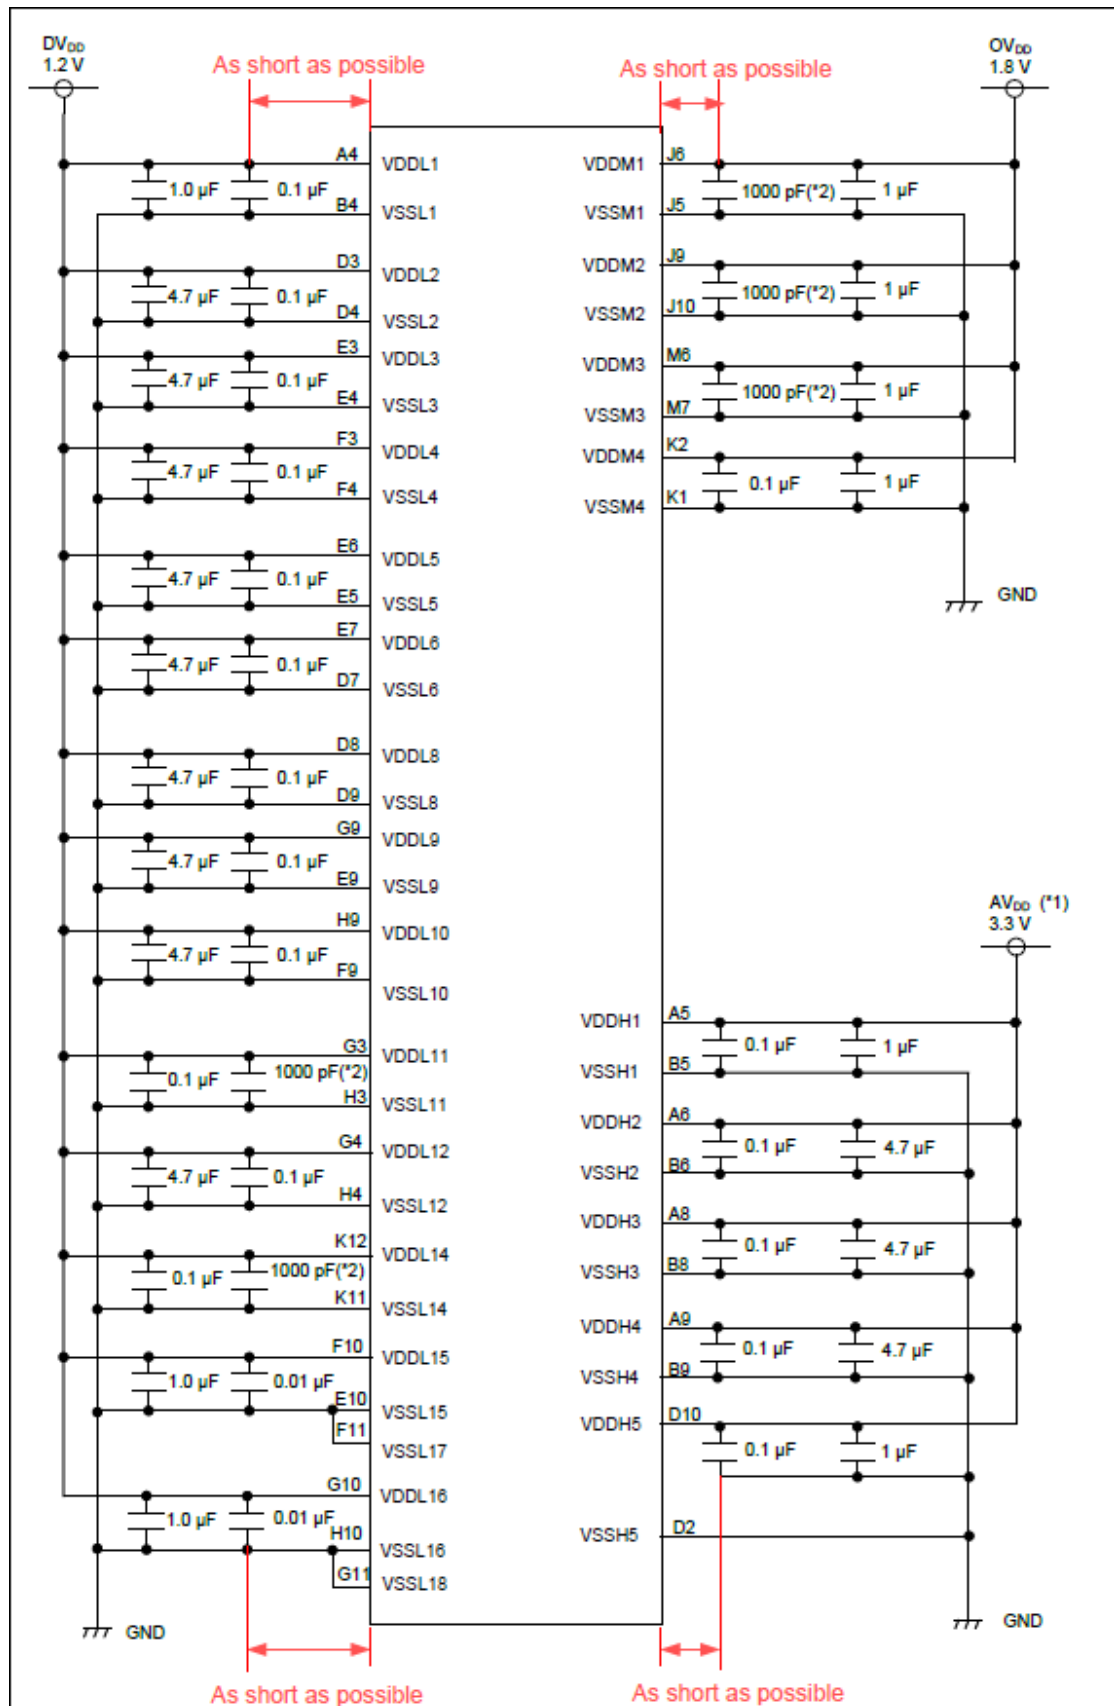 DVDD
1.2 V
As short as possible
As short as possible
OVDD
1.8 V
A4
VDDL1
1.0 µF
0.1 µF
B4
VSSL1
D3
VDDL2
4.7 µF
0.1 µF
D4
VSSL2
E3
VDDL3
4.7 µF
0.1 µF
E4
VSSL3
F3
VDDL4
4.7 µF
0.1 µF
F4
VSSL4
E6
VDDL5
4.7 µF
0.1 µF
E5
VSSL5
E7
VDDL6
4.7 µF
0.1 µF
D7
VSSL6
D8
VDDL8
4.7 µF
0.1 µF
D9
VSSL8
G9
VDDL9
4.7 µF
0.1 µF
E9
VSSL9
H9
VDDL10
4.7 µF
0.1 µF
F9
VSSL10
G3
VDDL11
0.1 µF
1000 pF(*2)
H3
VSSL11
G4
VDDL12
4.7 µF
0.1 µF
H4
VSSL12
K12
VDDL14
0.1 µF
1000 pF(*2)
K11
VSSL14
F10
VDDL15
1.0 µF
0.01 µF
E10
VSSL15
F11
VSSL17
G10
VDDL16
1.0 µF
0.01 µF
H10
VSSL16
G11
VSSL18
GND
As short as possible
VDDM1
J6
1000 pF(*2)
1 µF
VSSM1
J5
VDDM2
J9
1000 pF(*2)
1 µF
VSSM2
J10
VDDM3
M6
1000 pF(*2)
1 µF
VSSM3
M7
VDDM4
K2
0.1 µF
1 µF
VSSM4
K1
GND
AVDD (*1)
3.3 V
VDDH1
A5
0.1 µF
1 µF
VSSH1
B5
VDDH2
A6
0.1 µF
4.7 µF
VSSH2
B6
VDDH3
A8
0.1 µF
4.7 µF
VSSH3
B8
VDDH4
A9
0.1 µF
4.7 µF
VSSH4
B9
VDDH5
D10
0.1 µF
1 µF
VSSH5
D2
GND
As short as possible